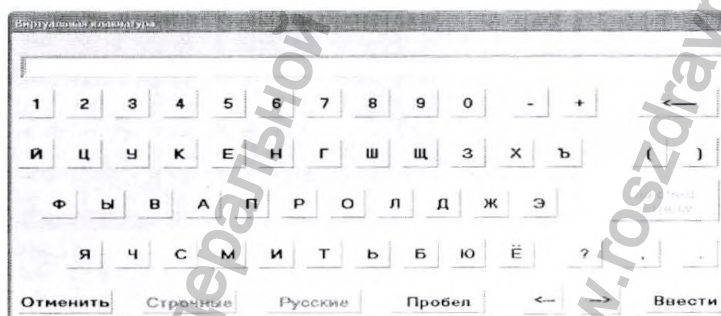 Виртуальная клавиатура
1 2 3 4 5 6 7 8 9 0 - + <—
Й Ц У К Е Н Г Ш Щ З Х Ъ ( )
Ф Ы В А П Р О Л Д Ж Э
Я Ч С М И Т Ь Б Ю Ё ? , .
Отменить Строчные Русские Пробел <-- --> Ввести